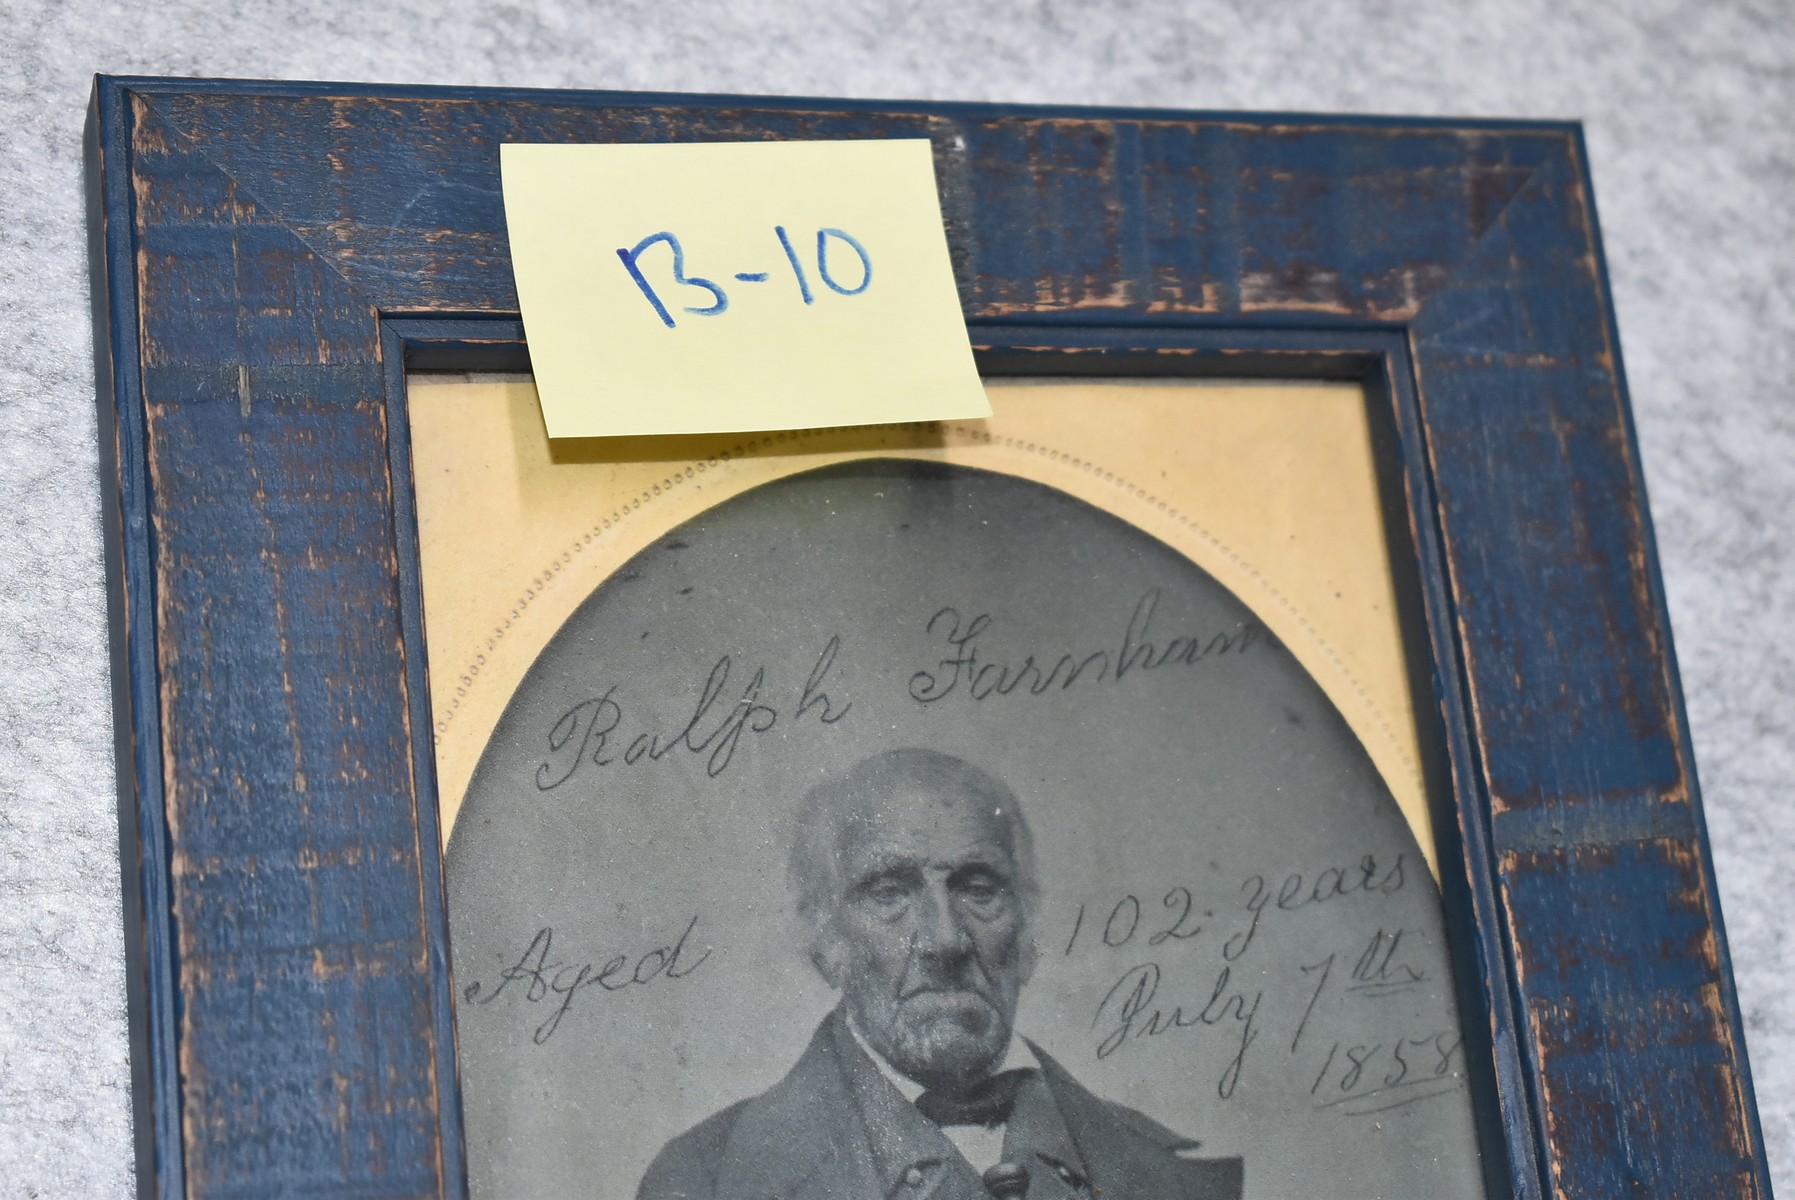 B-10
Ralph Farnham
Aged 102 years
July 7th
1858